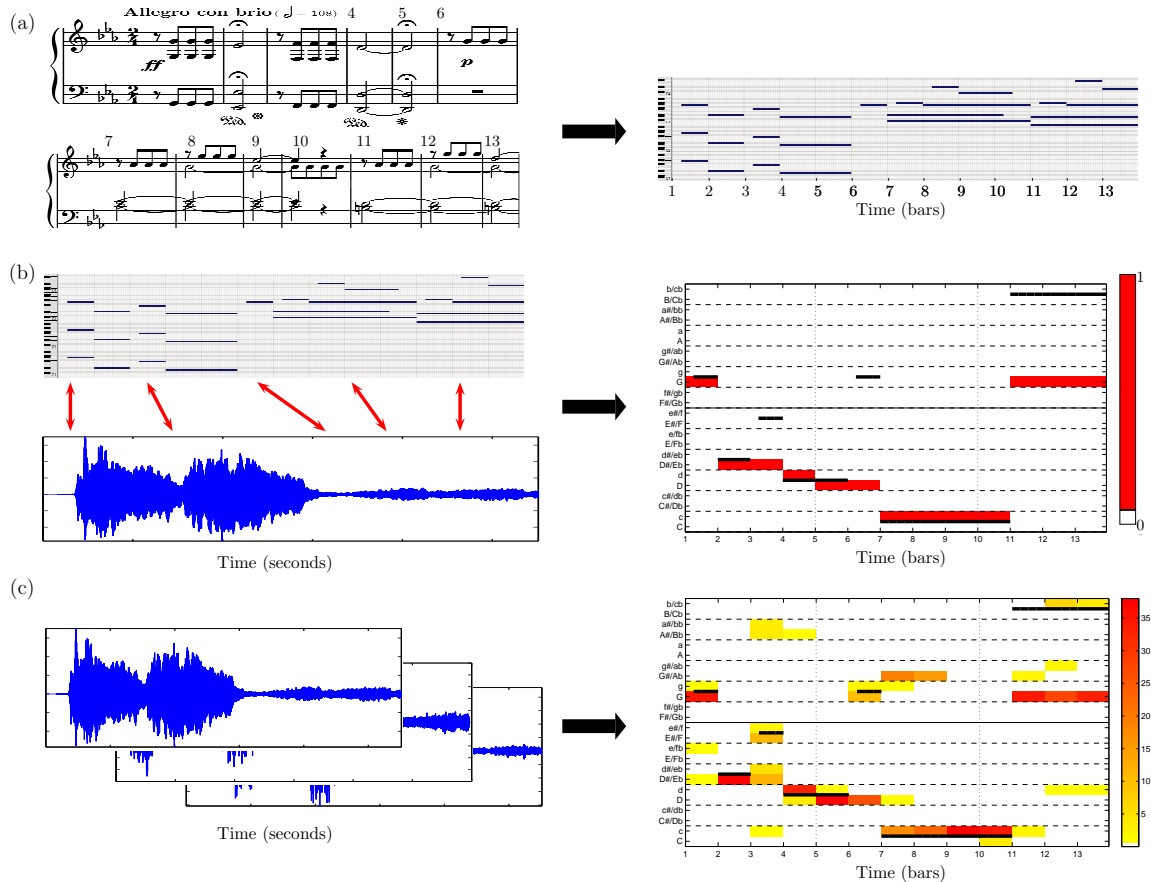 (a)
Allegro con brio ( = 108)
4 5 6
ff
p
7 8 9 10 11 12 13
1 2 3 4 5 6 7 8 9 10 11 12 13
Time (bars)
(b)
Time (seconds)
b/cb
B/Cb
a#/bb
A#/Bb
a
A
g#/ab
G#/Ab
g
G
f#/gb
F#/Gb
e#/f
E#/F
e/fb
E/Fb
d#/eb
D#/Eb
d
D
c#/db
C#/Db
c
C
1 2 3 4 5 6 7 8 9 10 11 12 13
Time (bars)
1
0
(c)
Time (seconds)
b/cb
B/Cb
a#/bb
A#/Bb
a
A
g#/ab
G#/Ab
g
G
f#/gb
F#/Gb
e#/f
E#/F
e/fb
E/Fb
d#/eb
D#/Eb
d
D
c#/db
C#/Db
c
C
1 2 3 4 5 6 7 8 9 10 11 12 13
Time (bars)
35
30
25
20
15
10
5